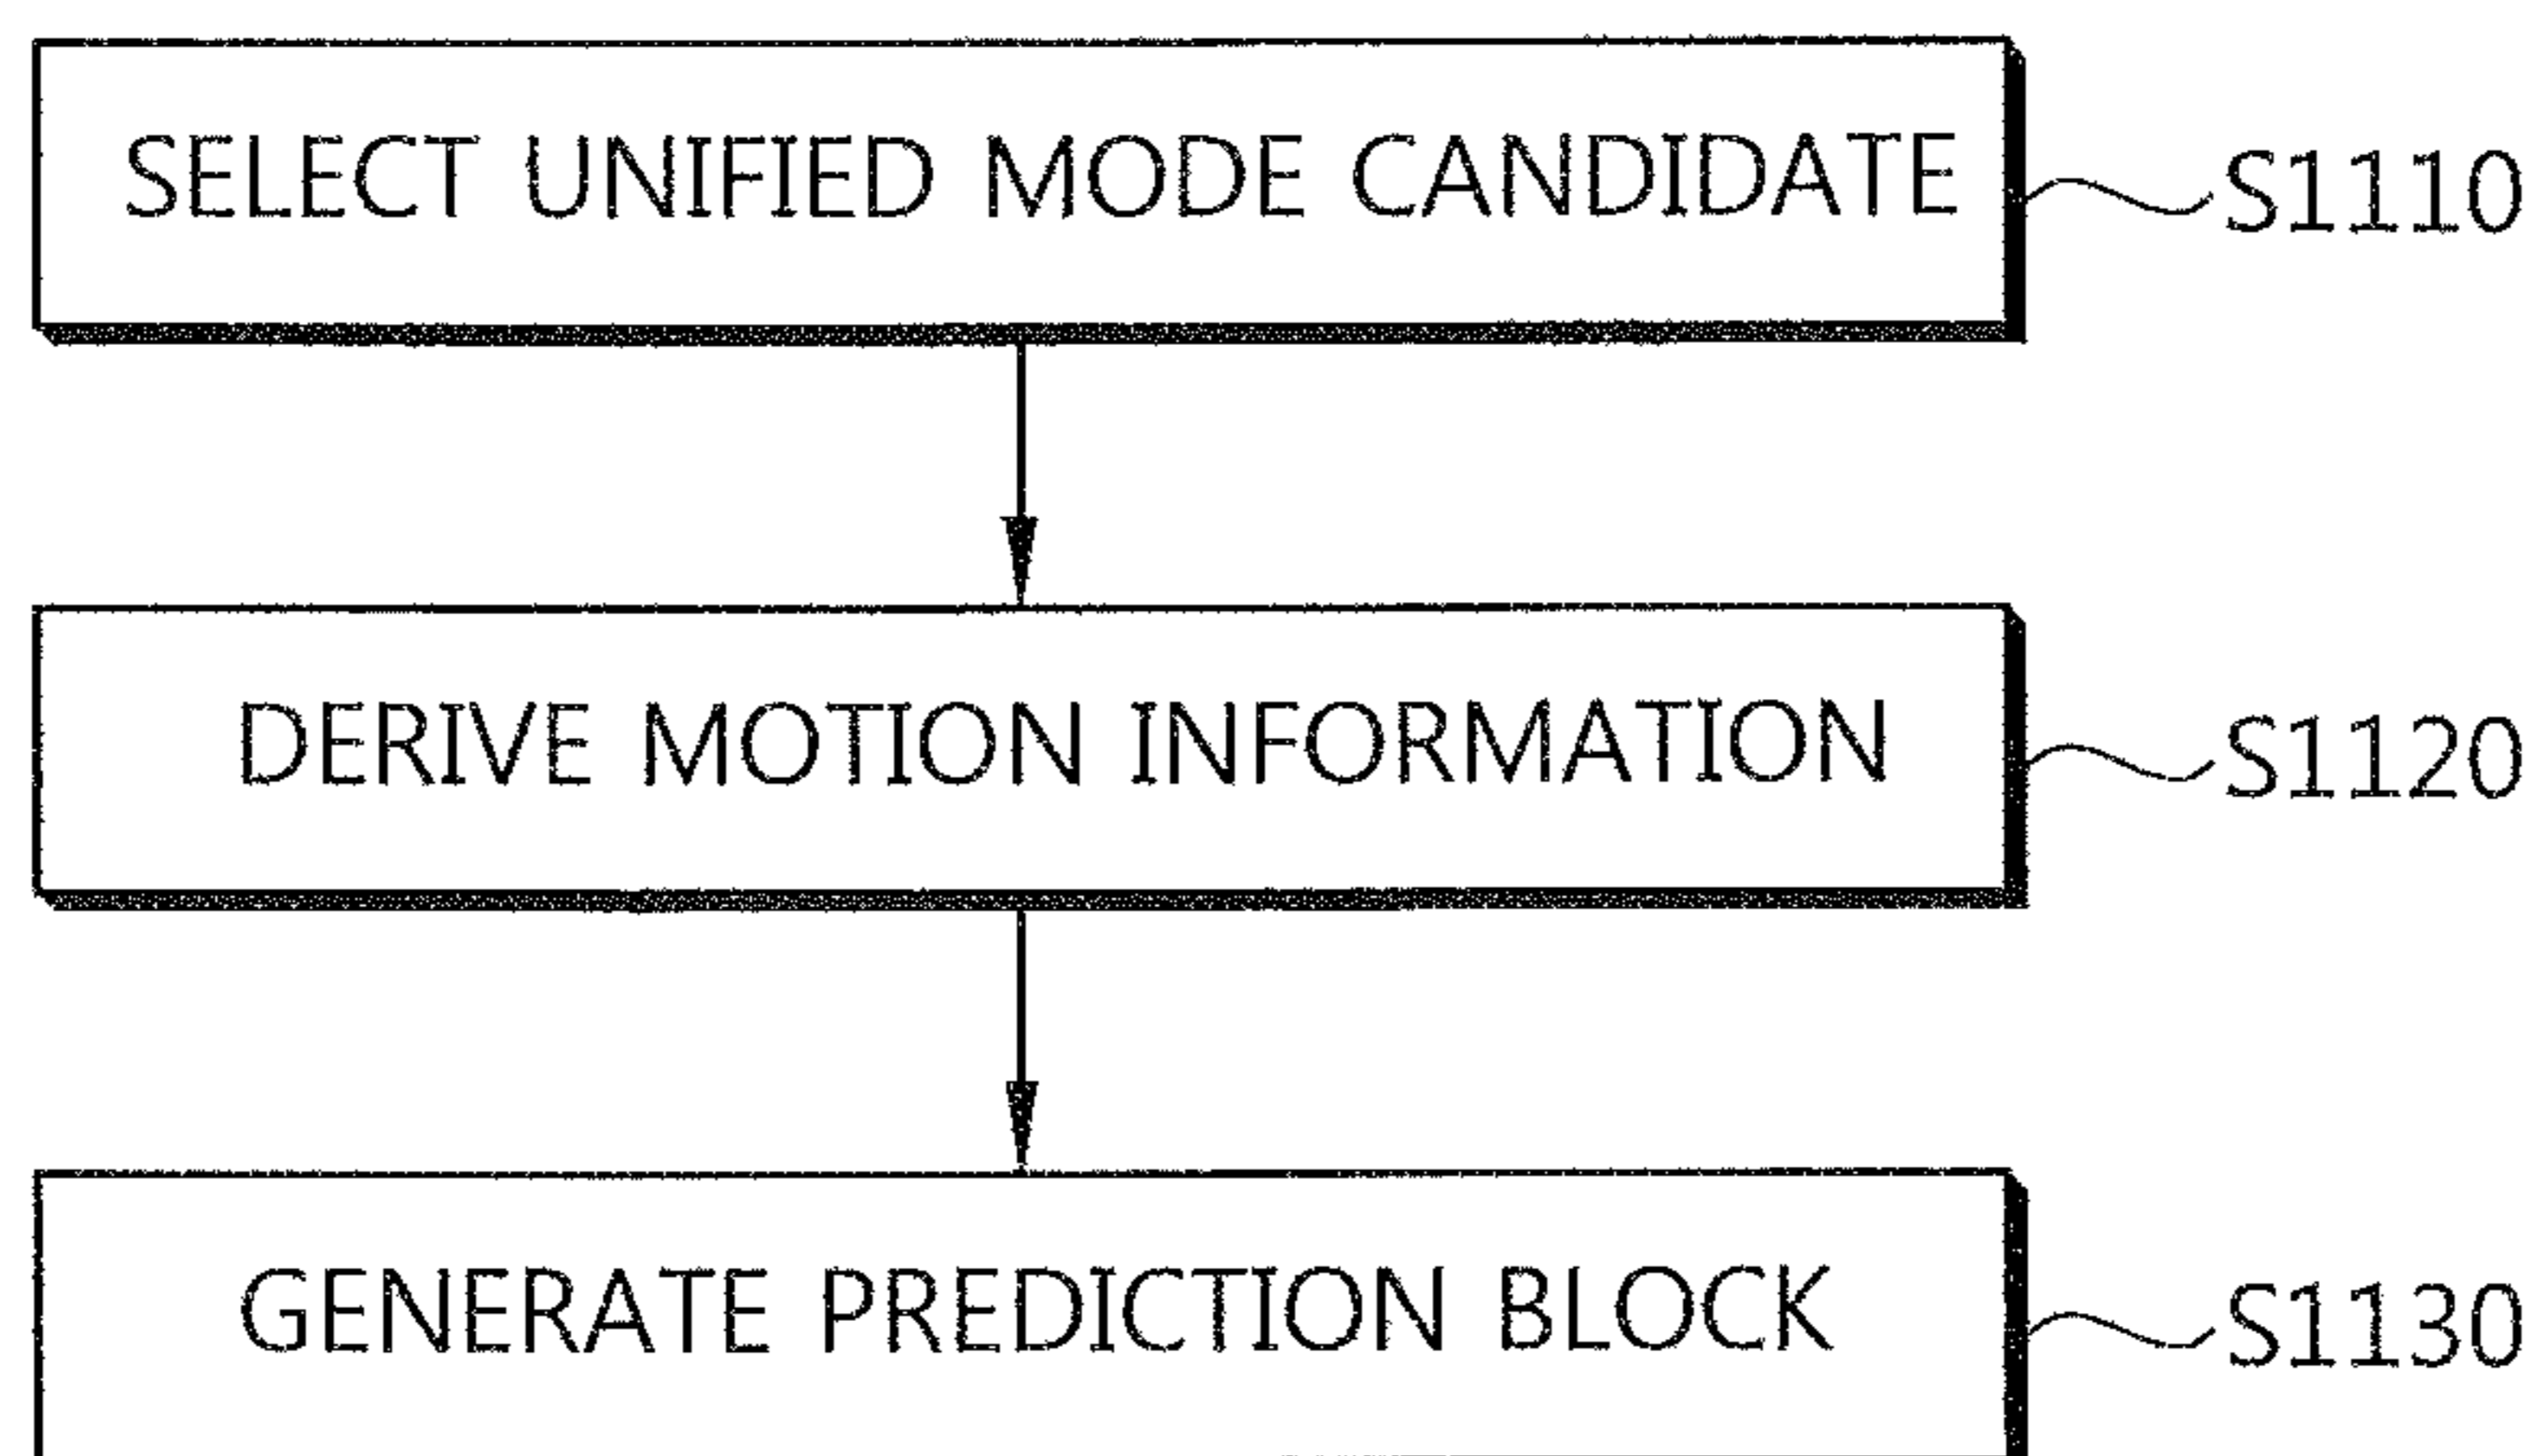 SELECT UNIFIED MODE CANDIDATE
S1110
DERIVE MOTION INFORMATION
S1120
GENERATE PREDICTION BLOCK
S1130